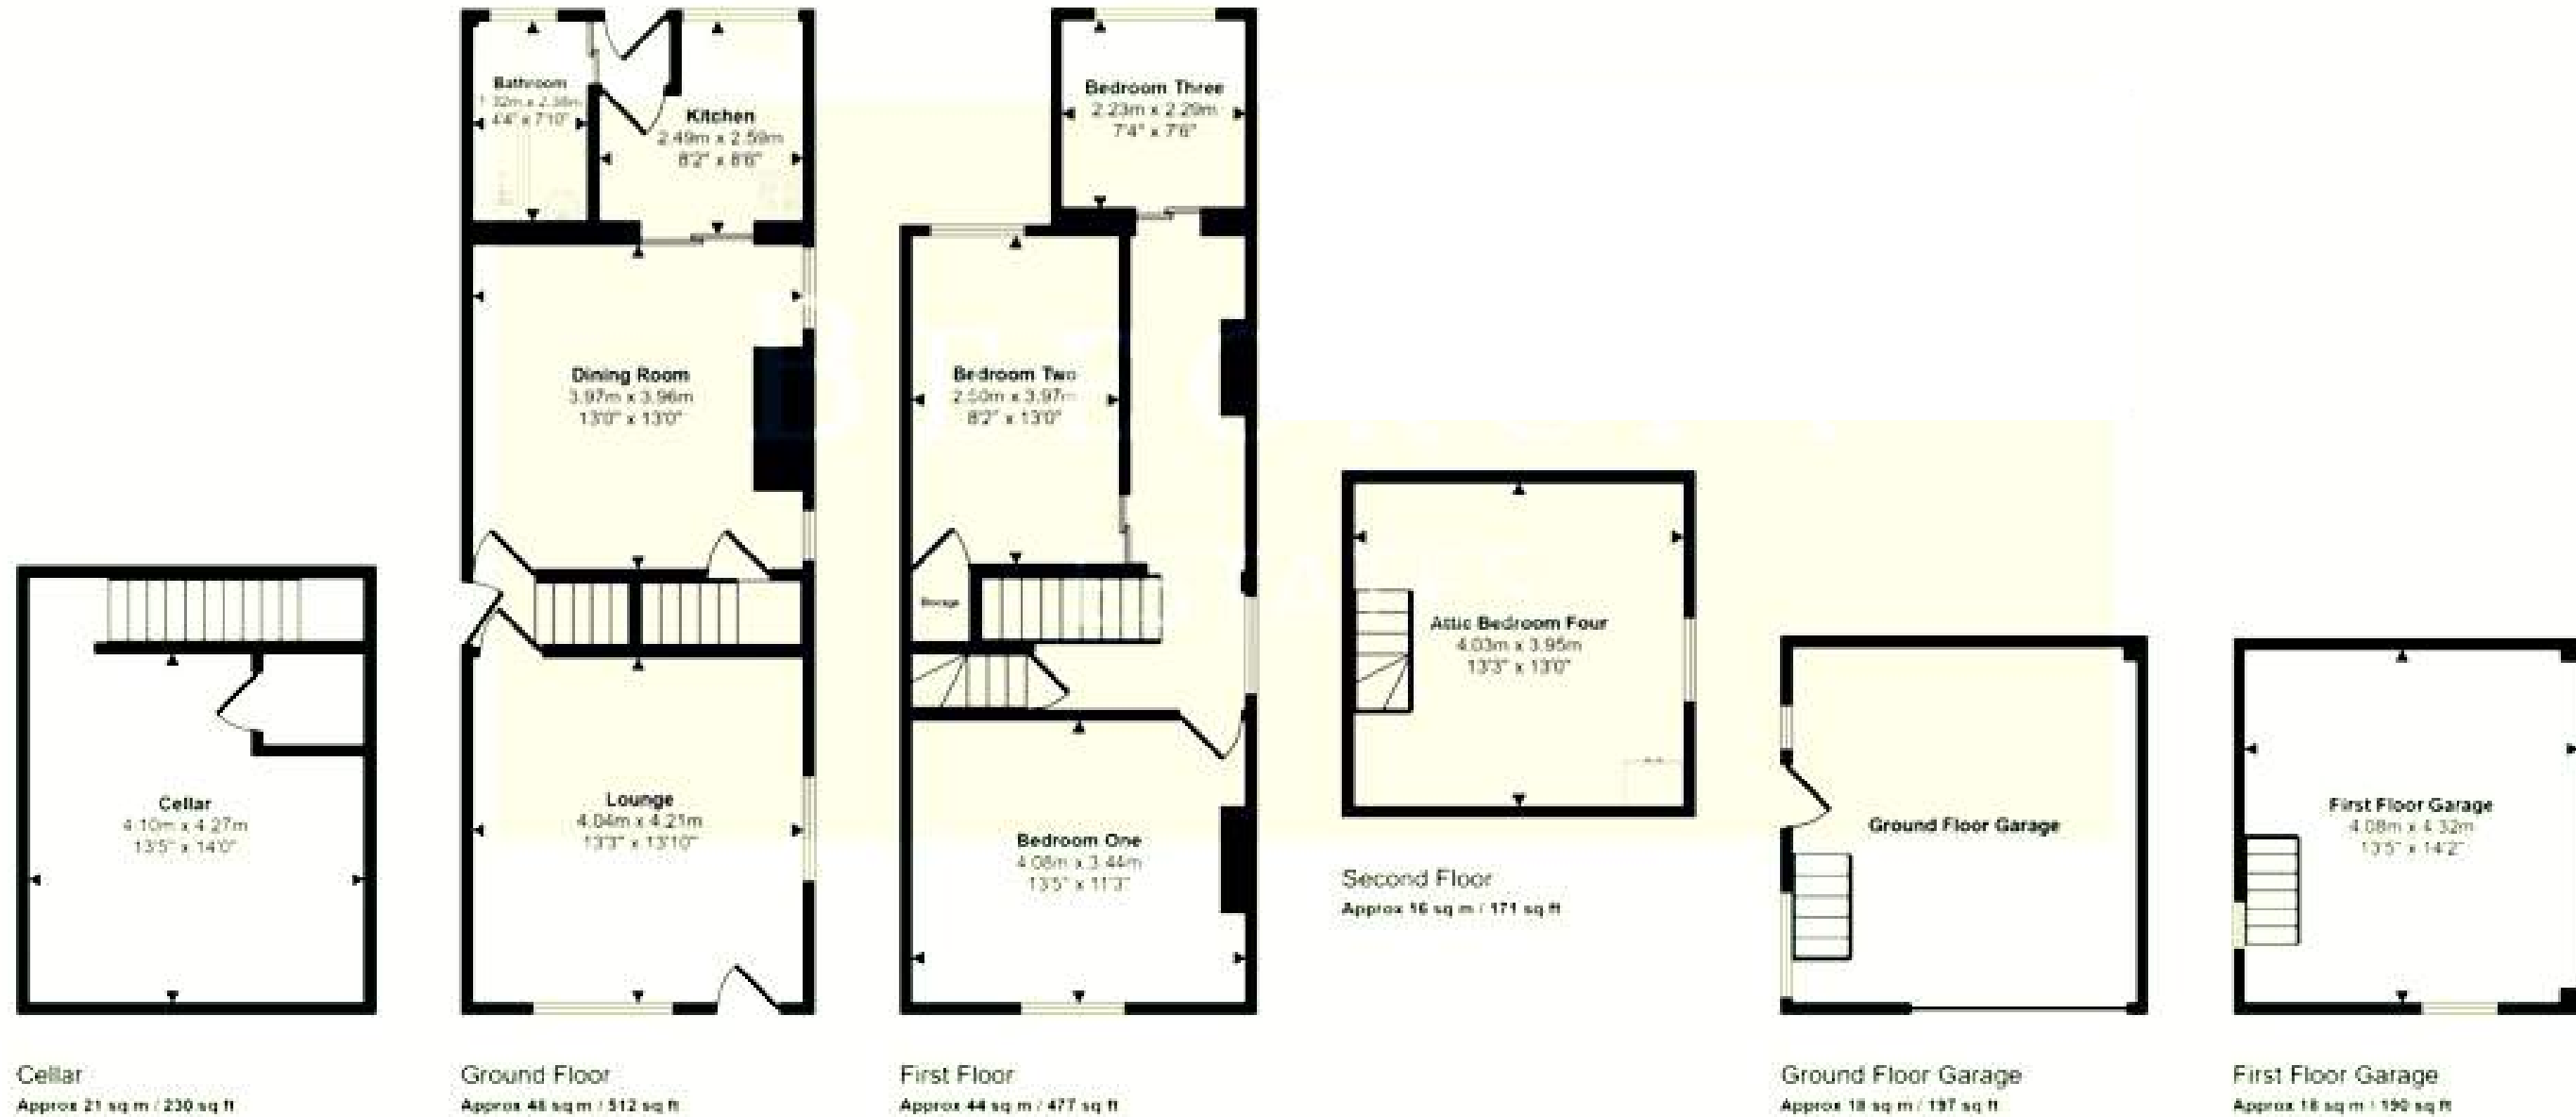 Bathroom
1.32m x 2.38m
4'4" x 7'10"
Kitchen
2.49m x 2.59m
8'2" x 8'6"
Dining Room
3.97m x 3.96m
13'0" x 13'0"
Lounge
4.04m x 4.21m
13'3" x 13'10"
Cellar
4.10m x 4.27m
13'5" x 14'0"
Bedroom Three
2.23m x 2.29m
7'4" x 7'6"
Bedroom Two
2.50m x 3.97m
8'2" x 13'0"
Storage
Bedroom One
4.08m x 3.44m
13'5" x 11'3"
Attic Bedroom Four
4.03m x 3.95m
13'3" x 13'0"
Second Floor
Approx 16 sq m / 171 sq ft
Ground Floor Garage
First Floor Garage
4.08m x 4.32m
13'5" x 14'2"
Cellar
Approx 21 sq m / 230 sq ft
Ground Floor
Approx 48 sq m / 512 sq ft
First Floor
Approx 44 sq m / 477 sq ft
Ground Floor Garage
Approx 18 sq m / 197 sq ft
First Floor Garage
Approx 18 sq m / 190 sq ft